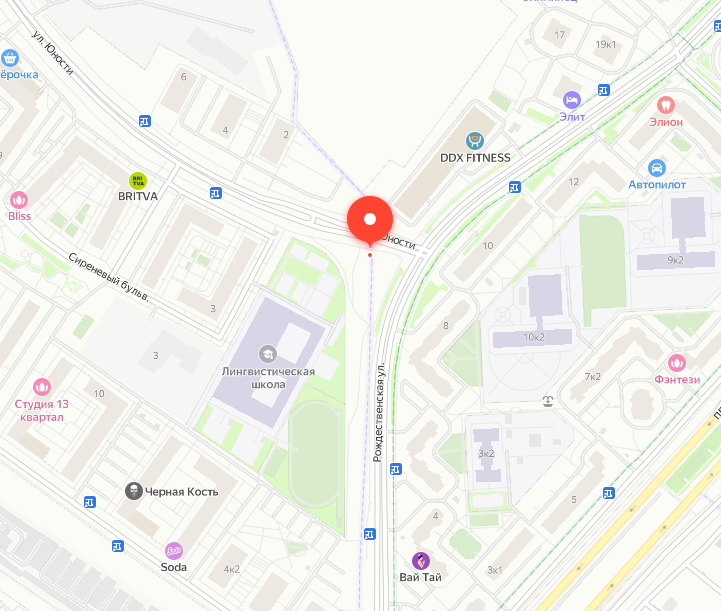 17
19к1
ул. Юности
6
Элит
Элион
4
2
DDX FITNESS
BRI
TVA
BRITVA
12
Автопилот
Bliss
Юности
10
9к2
Сиреневый бульв.
3
8
10к2
3
Лингвистическая
школа
7к2
Фэнтези
Студия 13
квартал
10
Рождественская ул.
3к2
Черная Кость
5
4
Soda
4к2
Вай Тай
3к1